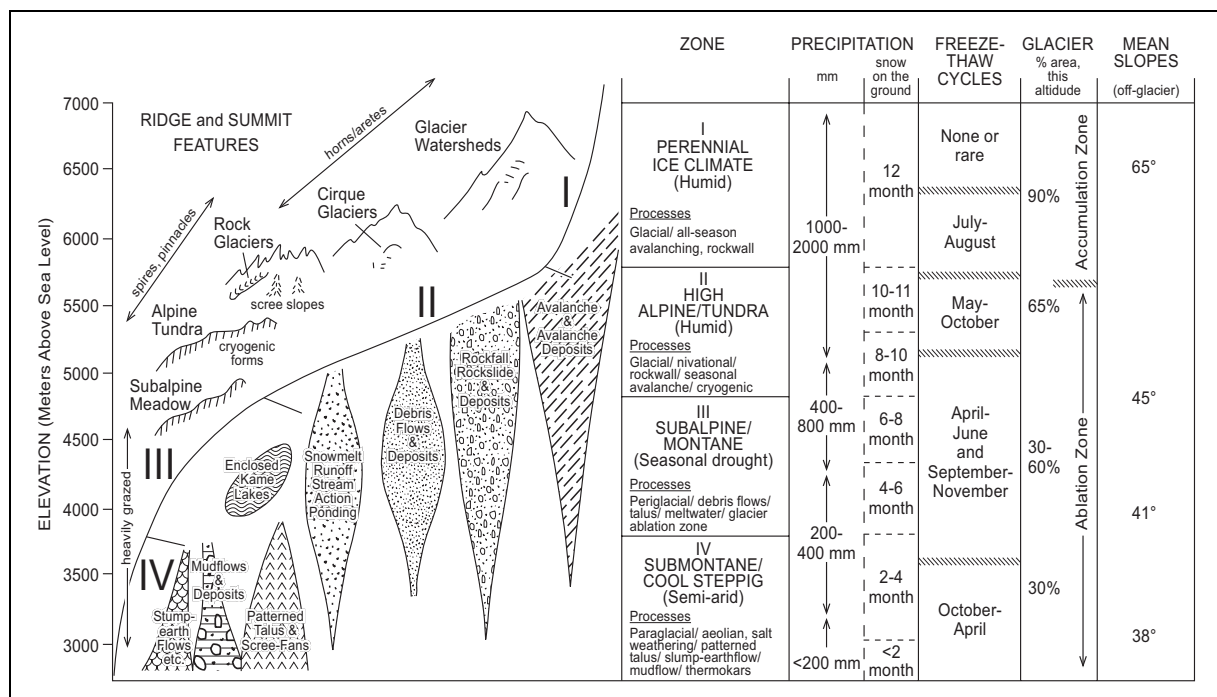 ZONE
PRECIPITATION
mm
snow
on the
ground
FREEZE-
THAW
CYCLES
GLACIER
% area,
this
altidude
MEAN
SLOPES
(off-glacier)
ELEVATION (Meters Above Sea Level)
7000
6500
6000
5500
5000
4500
4000
3500
3000
RIDGE and SUMMIT
FEATURES
horns/aretes
Glacier
Watersheds
spires, pinnacles
Rock
Glaciers
Cirque
Glaciers
scree slopes
Alpine
Tundra
cryogenic
forms
Subalpine
Meadow
heavily grazed
I
II
III
IV
Avalanche
&
Avalanche
Deposits
Rockfall
Rockslide
&
Deposits
Debris
Flows
&
Deposits
Snowmelt
Runoff
Stream
Action
Ponding
Enclosed
Kame
Lakes
Mudflows
&
Deposits
Stump-
earth
Flows
etc.
Patterned
Talus &
Scree-Fans
I
PERENNIAL
ICE CLIMATE
(Humid)
Processes
Glacial/ all-season
avalanching, rockwall
II
HIGH
ALPINE/TUNDRA
(Humid)
Processes
Glacial/ nivational/
rockwall/ seasonal
avalanche/ cryogenic
III
SUBALPINE/
MONTANE
(Seasonal drought)
Processes
Periglacial/ debris flows/
talus/ meltwater/ glacier
ablation zone
IV
SUBMONTANE/
COOL STEPPIG
(Semi-arid)
Processes
Paraglacial/ aeolian, salt
weathering/ patterned
talus/ slump-earthflow/
mudflow/ thermokars
1000-
2000 mm
400-
800 mm
200-
400 mm
<200 mm
12
month
10-11
month
8-10
month
6-8
month
4-6
month
2-4
month
<2
month
None or
rare
July-
August
May-
October
April-
June
and
September-
November
October-
April
90%
65%
30-
60%
30%
Accumulation Zone
Ablation Zone
65°
45°
41°
38°